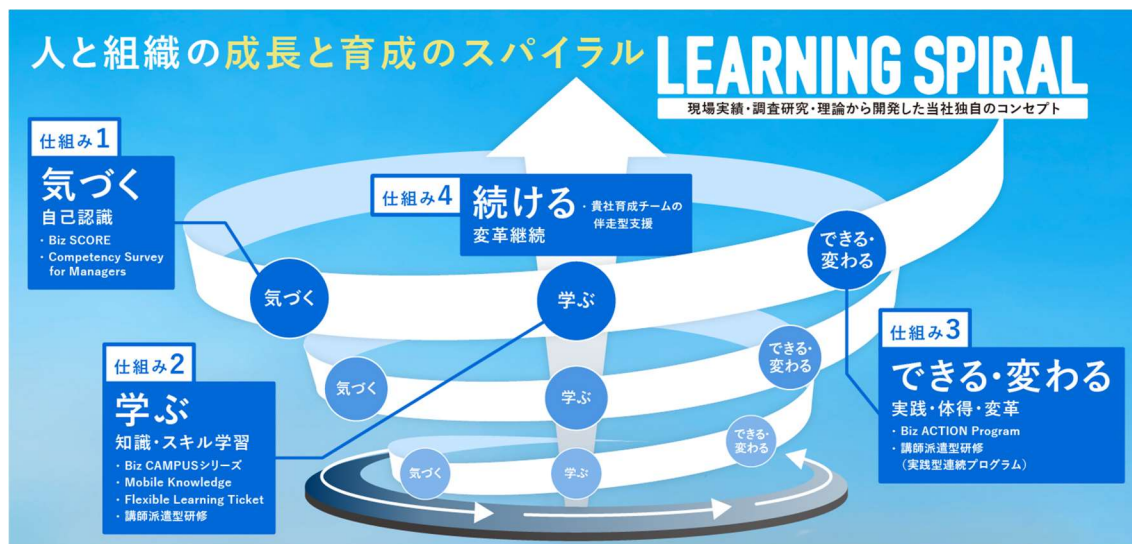 人と組織の成長と育成のスパイラル
LEARNING SPIRAL
現場実績・調査研究・理論から開発した当社独自のコンセプト
仕組み1
気づく
自己認識
・Biz SCORE
・Competency Survey
for Managers
仕組み4
続ける
変革継続
・貴社育成チームの
伴走型支援
できる・
変わる
気づく
学ぶ
仕組み2
学ぶ
知識・スキル学習
・Biz CAMPUSシリーズ
・Mobile Knowledge
・Flexible Learning Ticket
・講師派遣型研修
仕組み3
できる・変わる
実践・体得・変革
・Biz ACTION Program
・講師派遣型研修
（実践型連続プログラム）
気づく
学ぶ
できる・
変わる
気づく
学ぶ
できる・
変わる